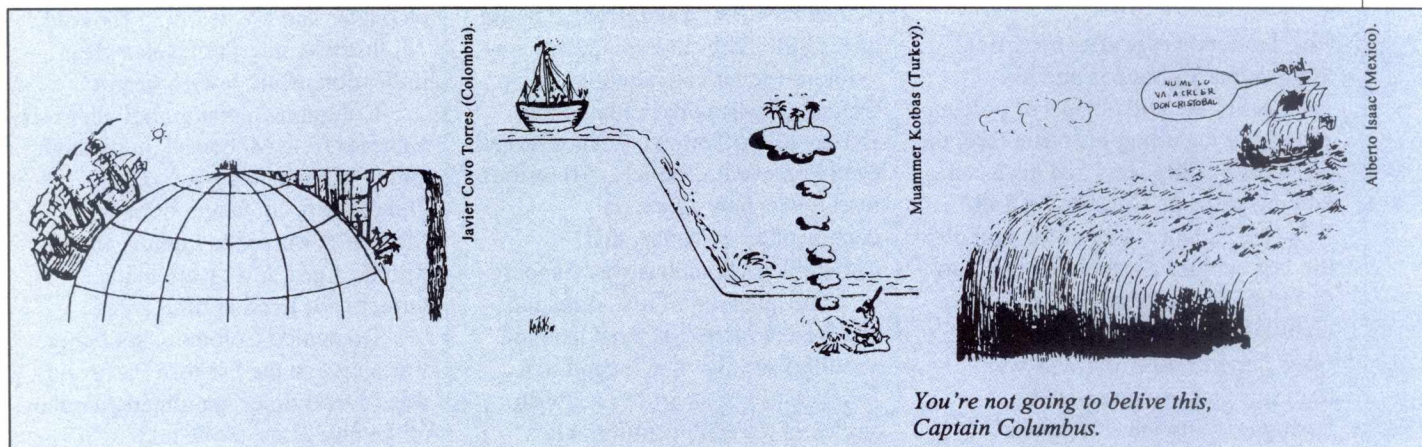 Javier Covo Torres (Colombia).
Muammer Kotbas (Turkey).
NO ME LO
VA A CREER
DON CRISTOBAL
Alberto Isaac (Mexico).
You're not going to belive this,
Captain Columbus.